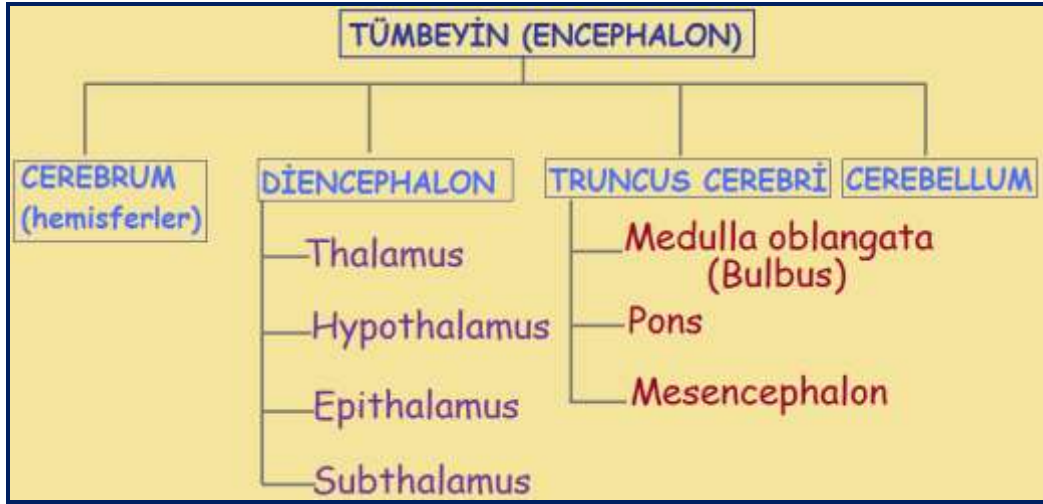 TÜMBEYİN (ENCEPHALON)
CEREBRUM
(hemisferler)
DİENCEPHALON
Thalamus
Hypothalamus
Epithalamus
Subthalamus
TRUNCUS CEREBRİ
Medulla oblangata
(Bulbus)
Pons
Mesencephalon
CEREBELLUM